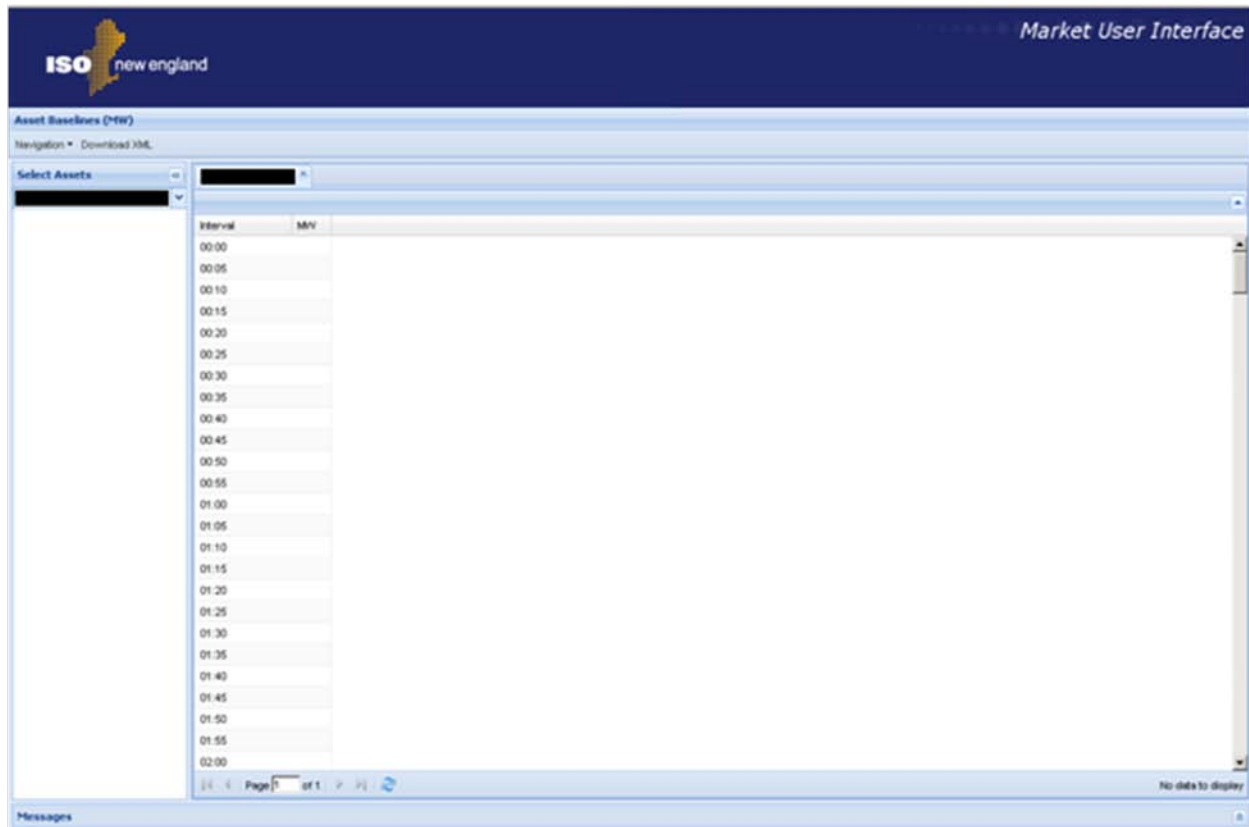 Market User Interface
ISO new england
Asset Baselines (MW)
Navigation Download XML
Select Assets
Interval MW
00:00
00:05
00:10
00:15
00:20
00:25
00:30
00:35
00:40
00:45
00:50
00:55
01:00
01:05
01:10
01:15
01:20
01:25
01:30
01:35
01:40
01:45
01:50
01:55
02:00
Page 1 of 1
No data to display
Messages